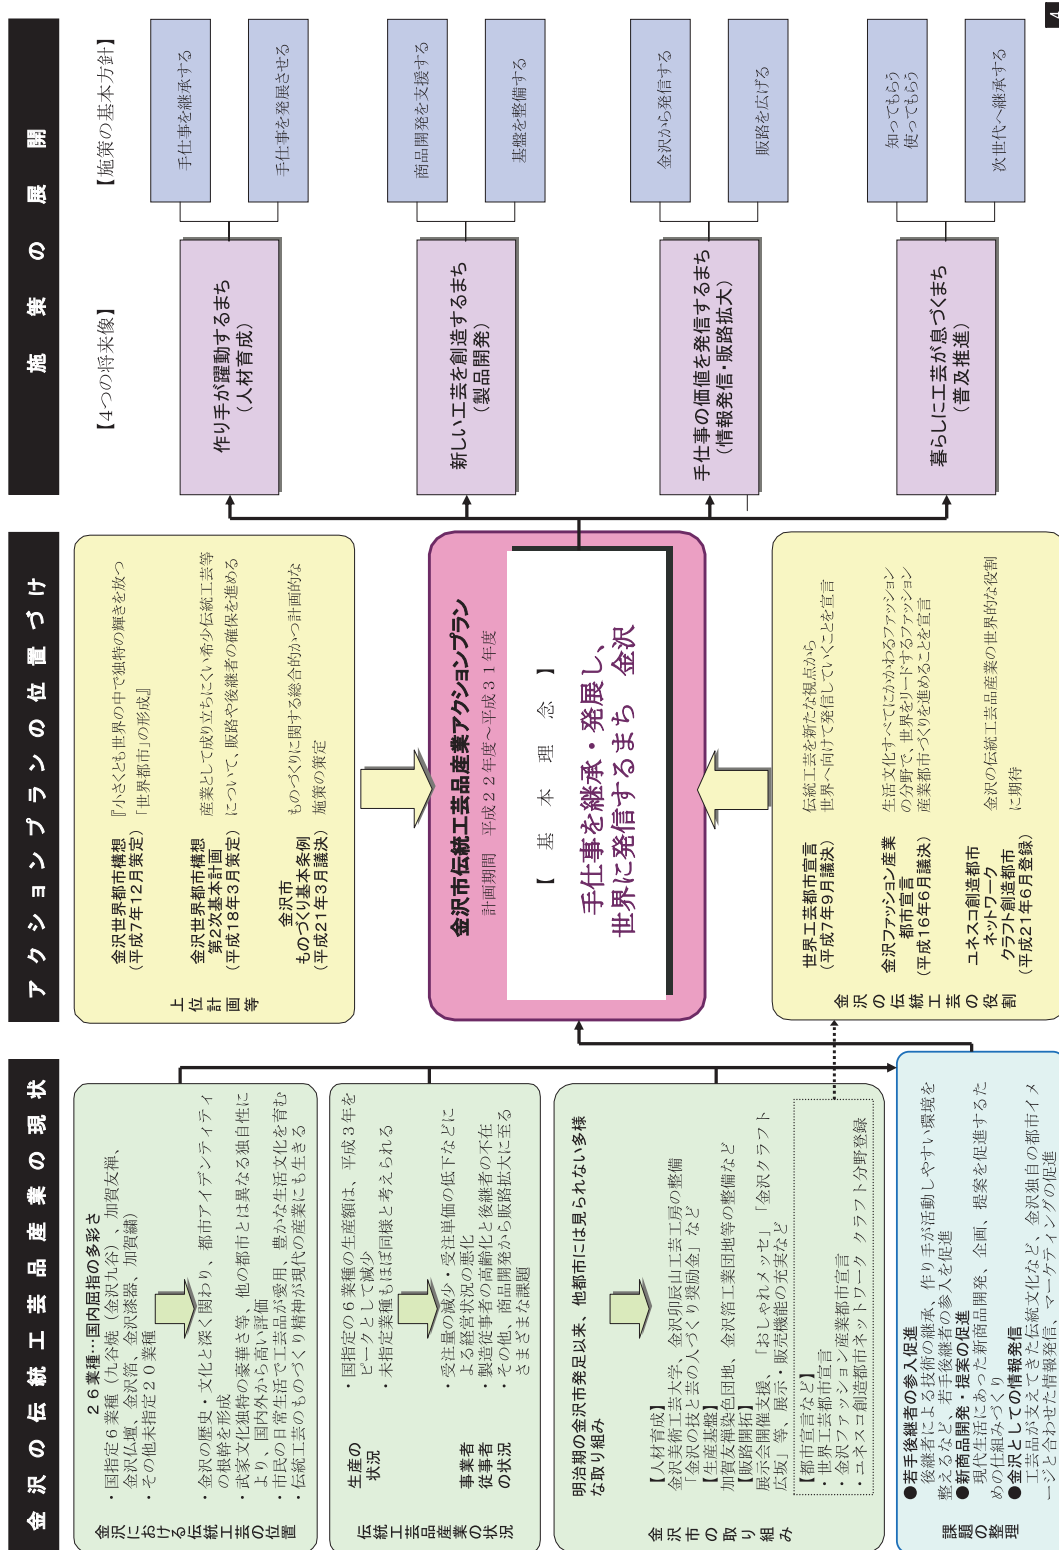 金沢の伝統工芸品産業の現状
金沢における伝統工芸の位置
２６業種…国内屈指の多彩さ
・国指定６業種（九谷焼（金沢九谷）、加賀友禅、
金沢仏壇、金沢箔、金沢漆器、加賀繍）
・その他未指定２０業種
・金沢の歴史・文化と深く関わり、都市アイデンティティ
の根幹を形成
・武家文化独特の豪華さ等、他の都市とは異なる独自性に
より、国内外から高い評価
・市民の日常生活で工芸品が愛用、豊かな生活文化を育む
・伝統工芸のものづくり精神が現代の産業にも生きる
伝統工芸品産業の状況
生産の
状況
・国指定の６業種の生産額は、平成３年を
ピークとして減少
・未指定業種もほぼ同様と考えられる
事業者
従事者
の状況
・受注量の減少・受注単価の低下などに
よる経営状況の悪化
・製造従事者の高齢化と後継者の不在
・その他、商品開発から販路拡大に至る
さまざまな課題
金沢市の取り組み
明治期の金沢市発足以来、他都市には見られない多様
な取り組み
【人材育成】
金沢美術工芸大学、金沢卯辰山工芸工房の整備
「金沢の技と芸の人づくり奨励金」など
【生産基盤】
加賀友禅染色団地、金沢箔工業団地等の整備など
【販路開拓】
展示会開催支援、「おしゃれメッセ」「金沢クラフト
広坂」等、展示・販売機能の充実など
【都市宣言など】
・世界工芸都市宣言
・金沢ファッション産業都市宣言
・ユネスコ創造都市ネットワーク クラフト分野登録
課題の整理
●若手後継者の参入促進
後継者による技術の継承、作り手が活動しやすい環境を
整えるなど、若手後継者の参入を促進
●新商品開発・提案の促進
現代生活にあった新商品開発、企画、提案を促進するた
めの仕組みづくり
●金沢としての情報発信
工芸品が支えてきた伝統文化など、金沢独自の都市イメ
ージと合わせた情報発信、マーケティングの促進
アクションプランの位置づけ
上位計画等
金沢世界都市構想
（平成7年12月策定）
『小さくとも世界の中で独特の輝きを放つ
「世界都市」の形成』
金沢世界都市構想
第2次基本計画
（平成18年3月策定）
産業として成り立ちにくい希少伝統工芸等
について、販路や後継者の確保を進める
金沢市
ものづくり基本条例
（平成21年3月議決）
ものづくりに関する総合的かつ計画的な
施策の策定
金沢市伝統工芸品産業アクションプラン
計画期間　平成２２年度～平成３１年度
【 基 本 理 念 】
手仕事を継承・発展し、
世界に発信するまち　金沢
金沢の伝統工芸の役割
世界工芸都市宣言
（平成7年9月議決）
伝統工芸を新たな視点から
世界へ向けて発信していくことを宣言
金沢ファッション産業
都市宣言
（平成16年6月議決）
生活文化すべてにかかわるファッション
の分野で、世界をリードするファッション
産業都市づくりを進めることを宣言
ユネスコ創造都市
ネットワーク
クラフト創造都市
（平成21年6月登録）
金沢の伝統工芸品産業の世界的な役割
に期待
施策の展開
【4つの将来像】
【施策の基本方針】
作り手が躍動するまち
（人材育成）
手仕事を継承する
手仕事を発展させる
新しい工芸を創造するまち
（製品開発）
商品開発を支援する
基盤を整備する
手仕事の価値を発信するまち
（情報発信・販路拡大）
金沢から発信する
販路を広げる
暮らしに工芸が息づくまち
（普及推進）
知ってもらう
使ってもらう
次世代へ継承する
4